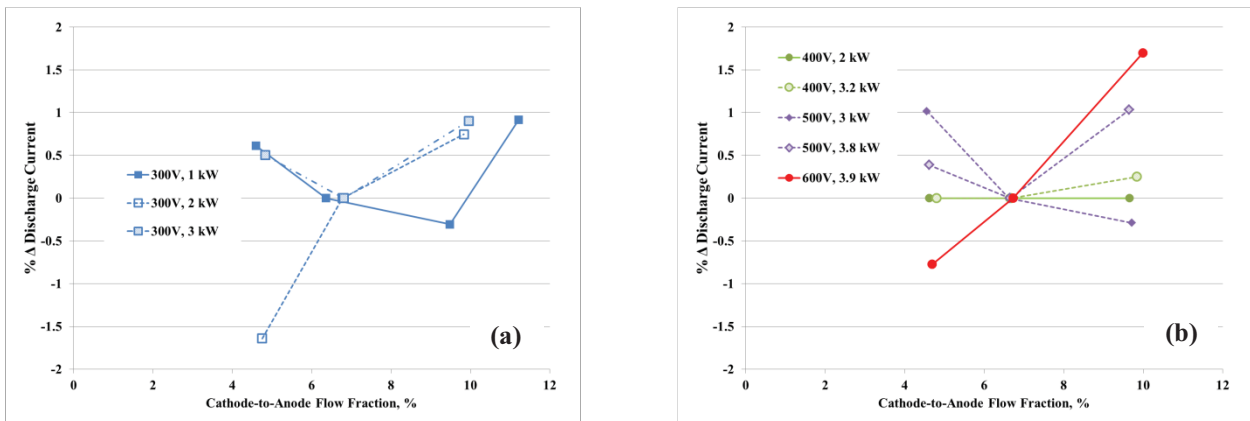 2
1.5
1
0.5
0
-0.5
-1
-1.5
-2
% Δ Discharge Current
300V, 1 kW
300V, 2 kW
300V, 3 kW
(a)
0 2 4 6 8 10 12
Cathode-to-Anode Flow Fraction, %
2
1.5
1
0.5
0
-0.5
-1
-1.5
-2
% Δ Discharge Current
400V, 2 kW
400V, 3.2 kW
500V, 3 kW
500V, 3.8 kW
600V, 3.9 kW
(b)
0 2 4 6 8 10 12
Cathode-to-Anode Flow Fraction, %